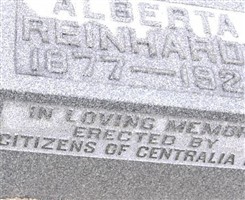 ALBERTA
REINHARD
1877—192
IN LOVING MEMO
ERECTED BY
CITIZENS OF CENTRALIA